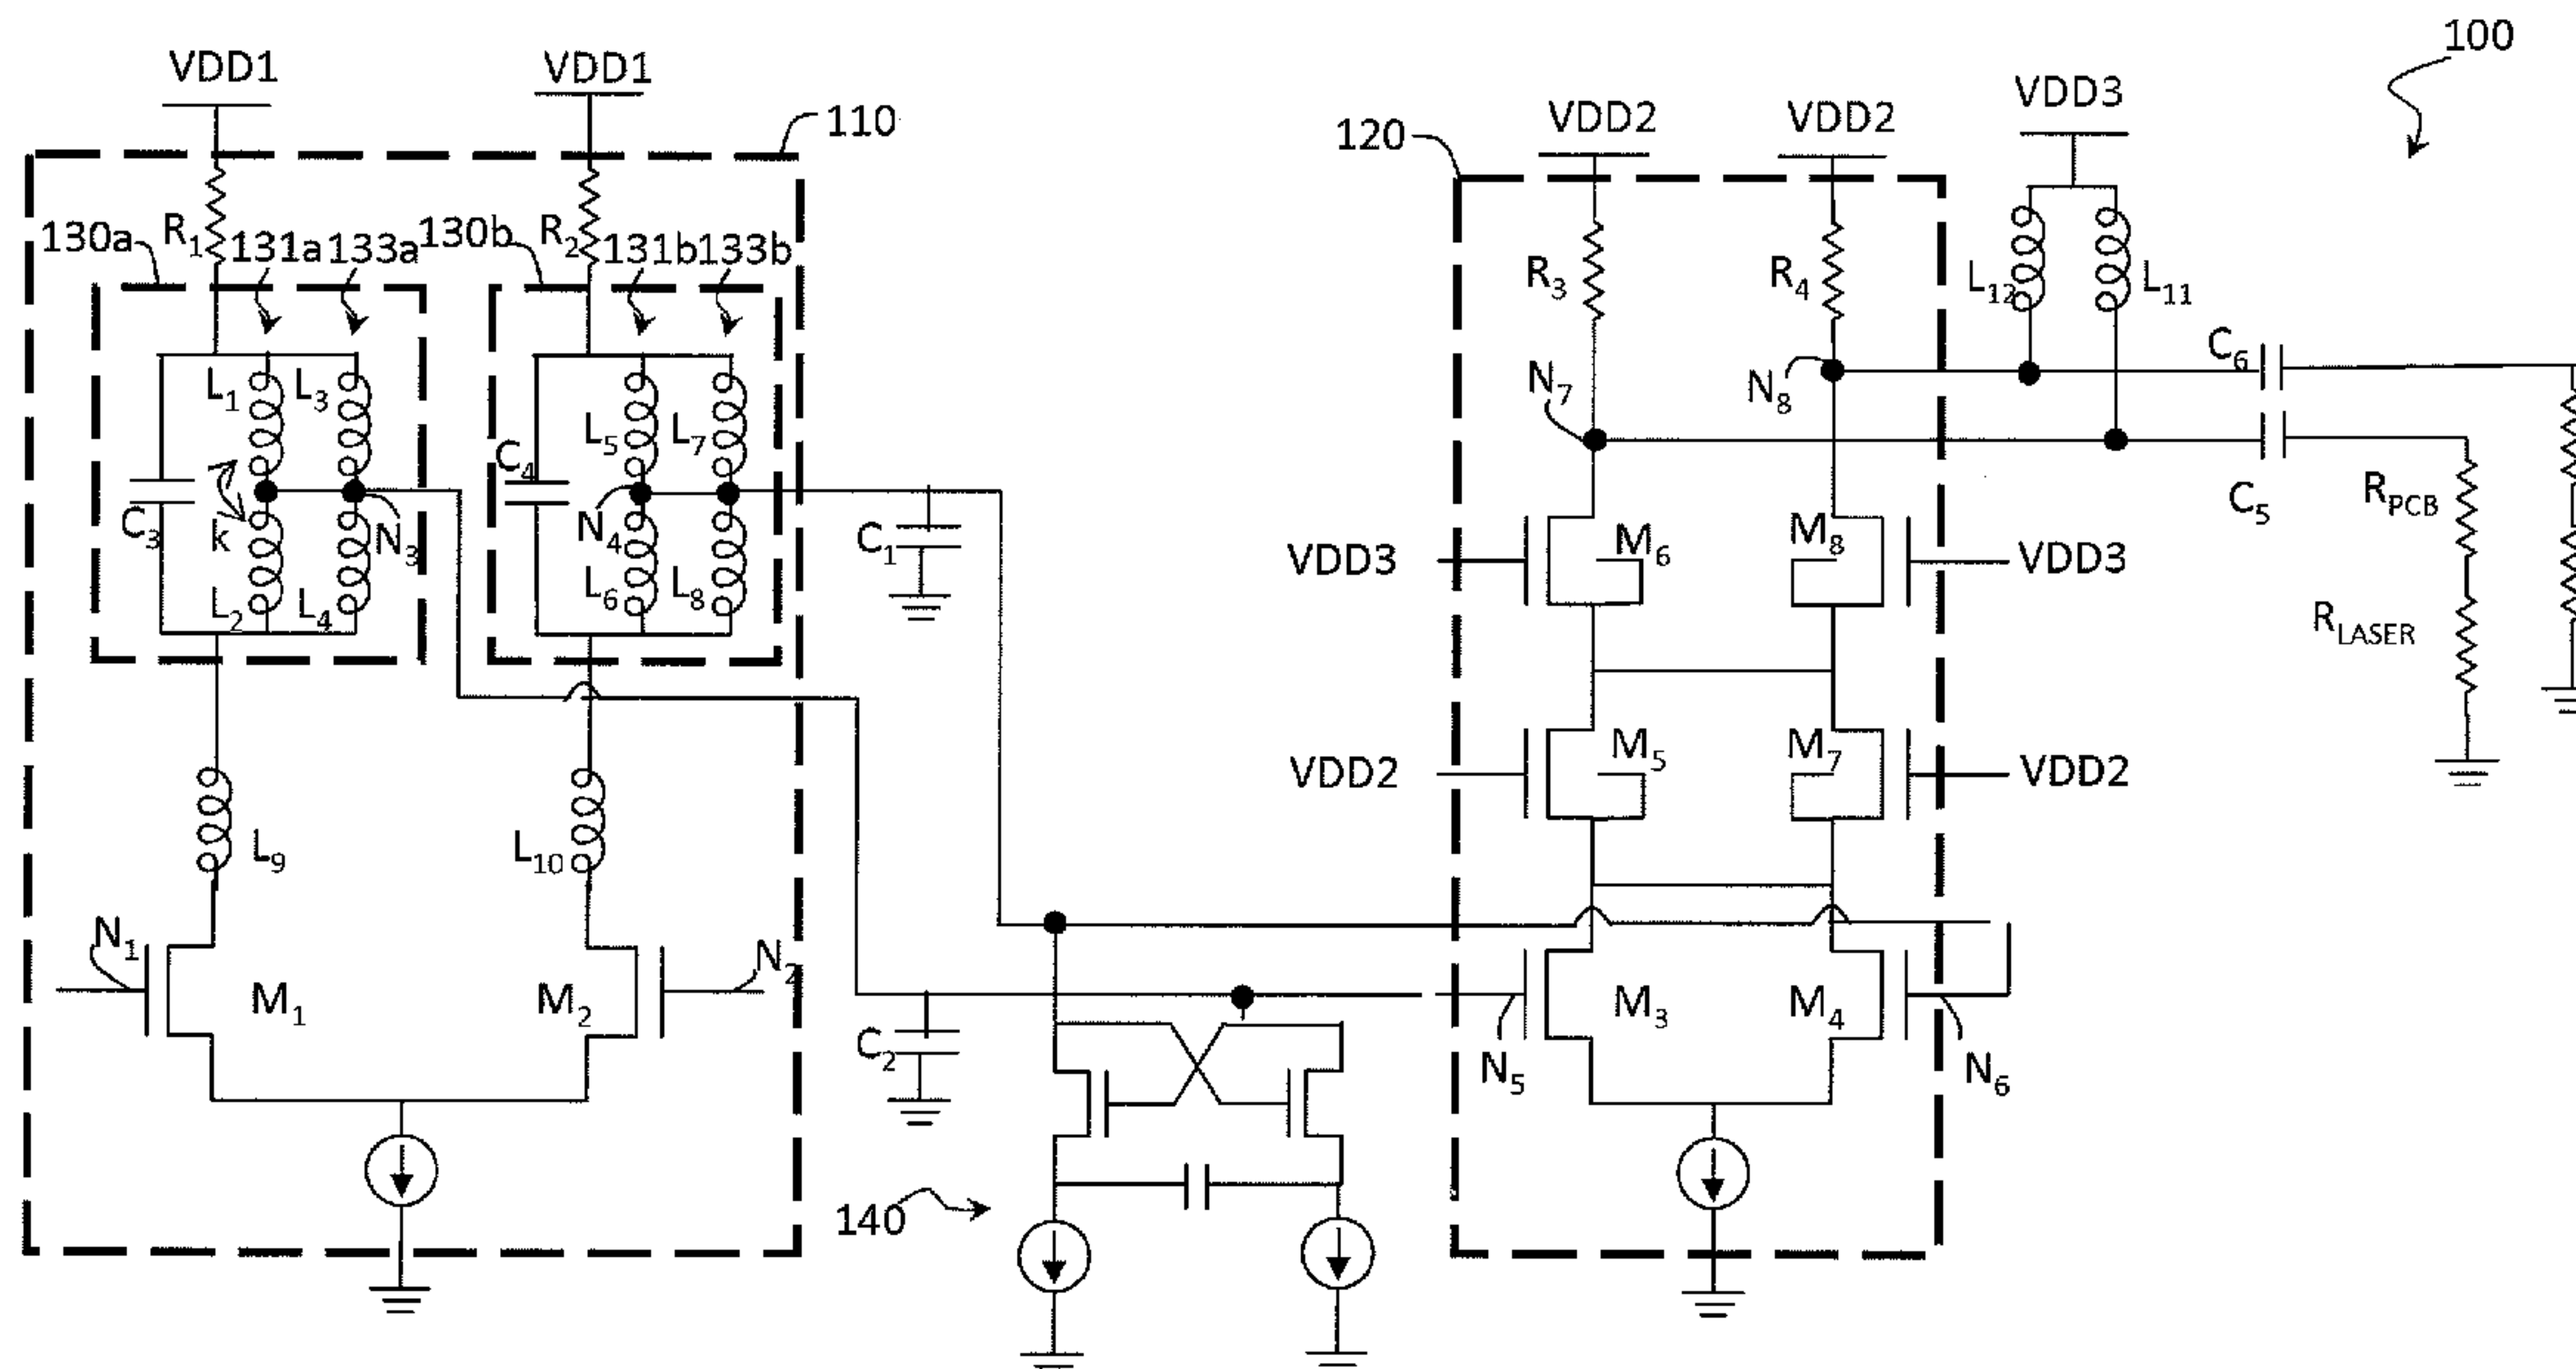 100
VDD1
VDD1
110
120
VDD2
VDD2
VDD3
130a
R1
131a
133a
130b
R2
131b
133b
R3
R4
L12
L11
L1
L3
L5
L7
C3
k
N3
L2
L4
C4
N4
L6
L8
C1
N7
N8
C6
C5
RPCB
RLASER
VDD3
M6
M8
VDD3
VDD2
M5
M7
VDD2
L9
L10
N1
M1
M2
N2
C2
N5
M3
M4
N6
140